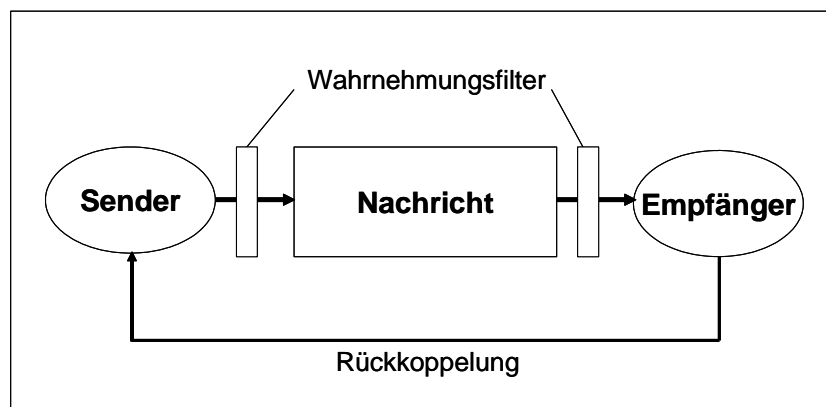 Wahrnehmungsfilter
Sender
Nachricht
Empfänger
Rückkoppelung